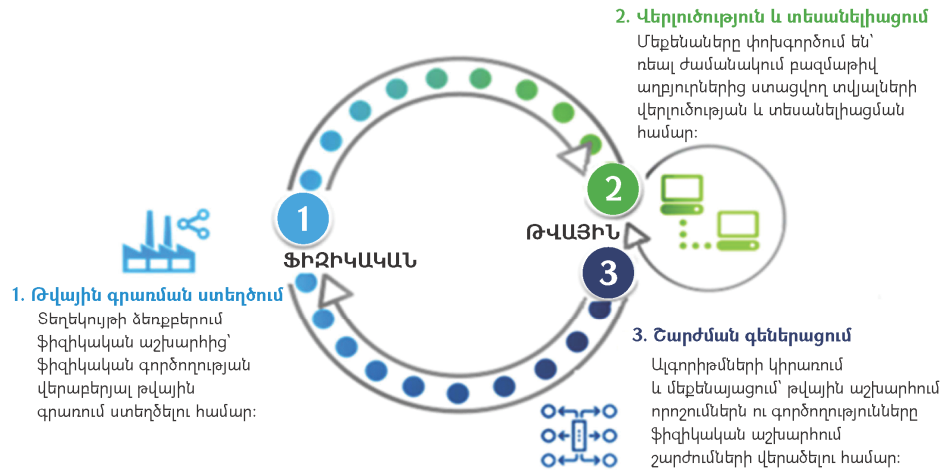 2. Վերլուծություն և տեսանելիացում
Մեքենաները փոխգործում են՝
ռեալ ժամանակում բազմաթիվ
աղբյուրներից ստացվող տվյալների
վերլուծության և տեսանելիացման
համար։
1
2
ԹՎԱՅԻՆ
ՖԻԶԻԿԱԿԱՆ
3
1. Թվային գրառման ստեղծում
Տեղեկույթի ձեռքբերում
ֆիզիկական աշխարհից՝
ֆիզիկական գործողության
վերաբերյալ թվային
գրառում ստեղծելու համար։
3. Շարժման գեներացում
Ալգորիթմների կիրառում
և մեքենայացում՝ թվային աշխարհում
որոշումներն ու գործողությունները
ֆիզիկական աշխարհում
շարժումների վերածելու համար։